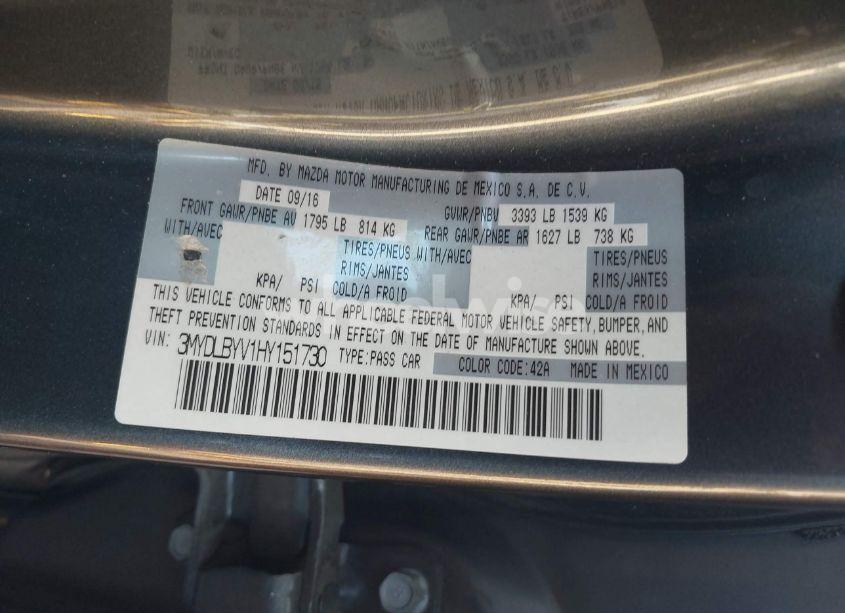 MFD. BY MAZDA MOTOR MANUFACTURING DE MEXICO S.A. DE C.V.
DATE 09/16 GVWR/PNBV 3393 LB 1539 KG
FRONT GAWR/PNBE AV 1795 LB 814 KG REAR GAWR/PNBE AR 1627 LB 738 KG
WITH/AVEC TIRES/PNEUS WITH/AVEC TIRES/PNEUS
RIMS/JANTES RIMS/JANTES
KPA/ PSI COLD/A FROID KPA/ PSI COLD/A FROID
THIS VEHICLE CONFORMS TO ALL APPLICABLE FEDERAL MOTOR VEHICLE SAFETY, BUMPER, AND
THEFT PREVENTION STANDARDS IN EFFECT ON THE DATE OF MANUFACTURE SHOWN ABOVE.
VIN: 3MYDLBYV1HY151730 TYPE:PASS CAR COLOR CODE:42A MADE IN MEXICO